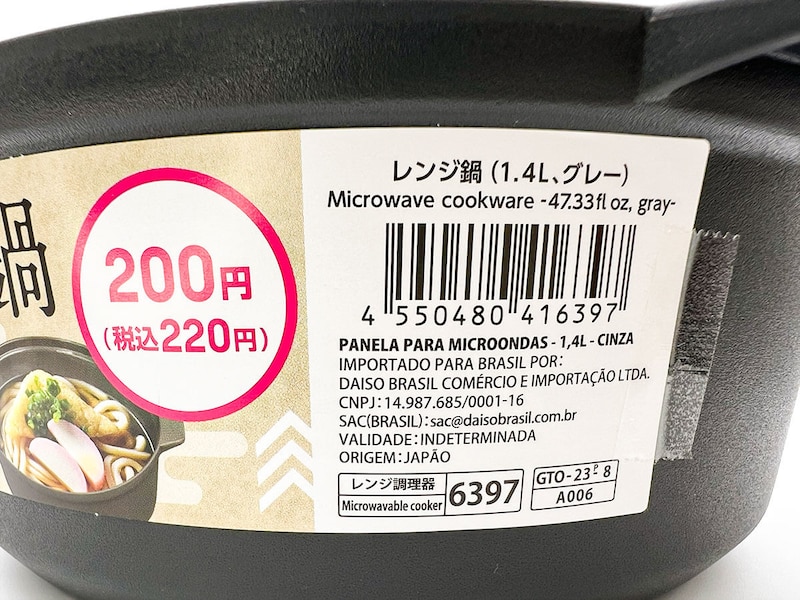 鍋
200円
(税込220円)
レンジ鍋 (1.4L、グレー)
Microwave cookware -47.33fl oz, gray-
4 550480 416397
PANELA PARA MICROONDAS - 1,4L - CINZA
IMPORTADO PARA BRASIL POR:
DAISO BRASIL COMÉRCIO E IMPORTAÇÃO LTDA.
CNPJ: 14.987.685/0001-16
SAC(BRASIL): sac@daisobrasil.com.br
VALIDADE: INDETERMINADA
ORIGEM: JAPÃO
レンジ調理器
Microwavable cooker
6397
GTO-23 P 8
A006